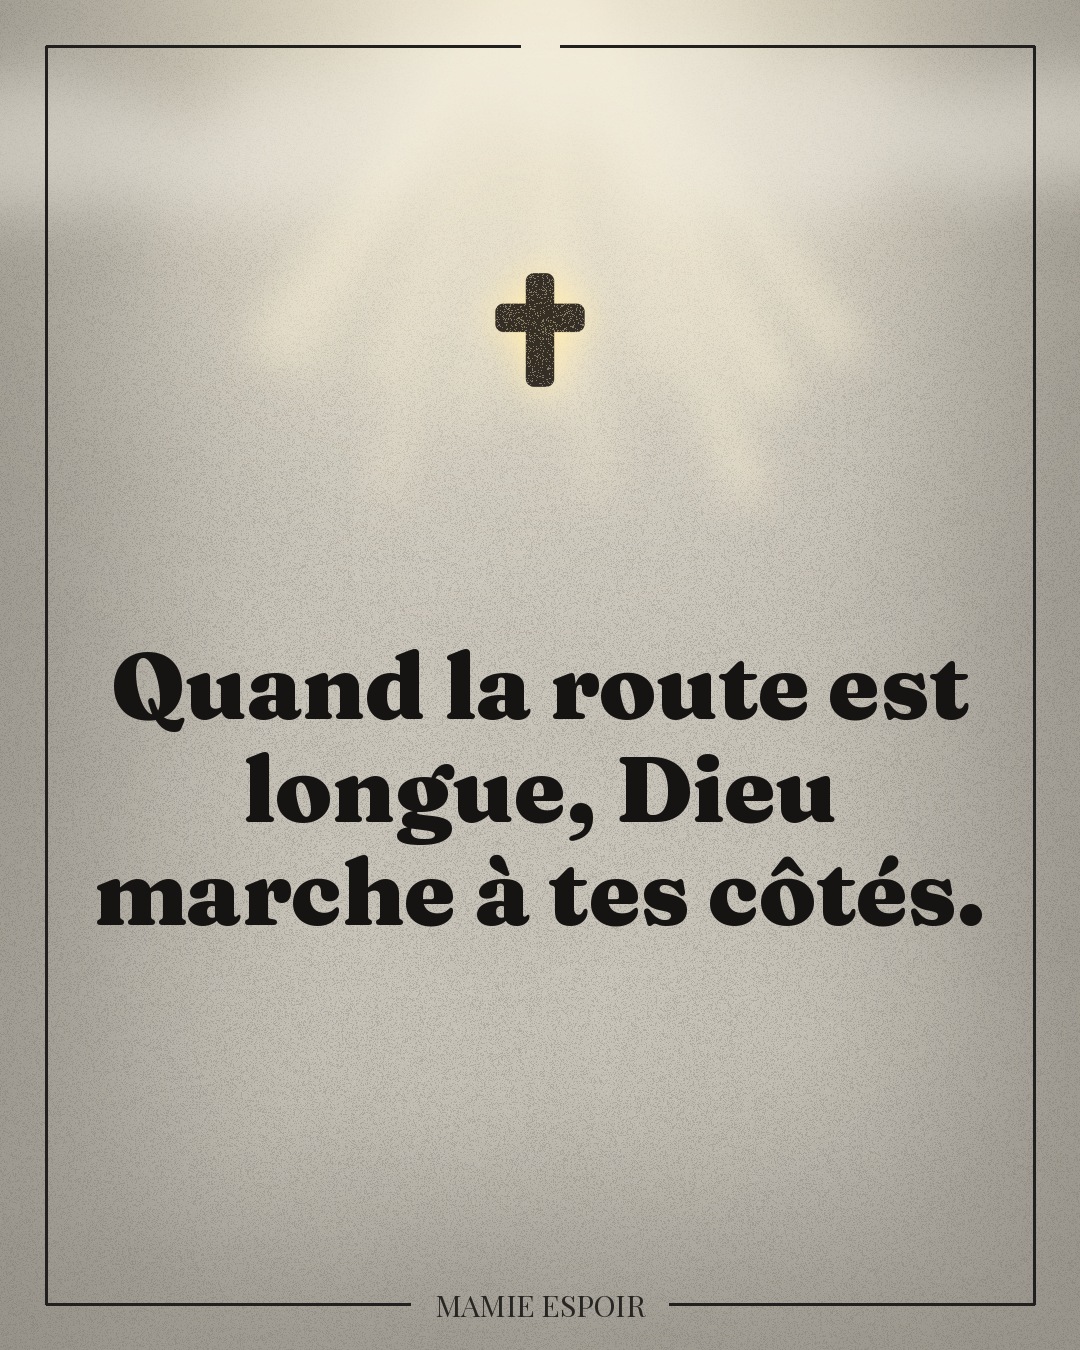 Quand la route est
longue, Dieu
marche à tes côtés.
MAMIE ESPOIR